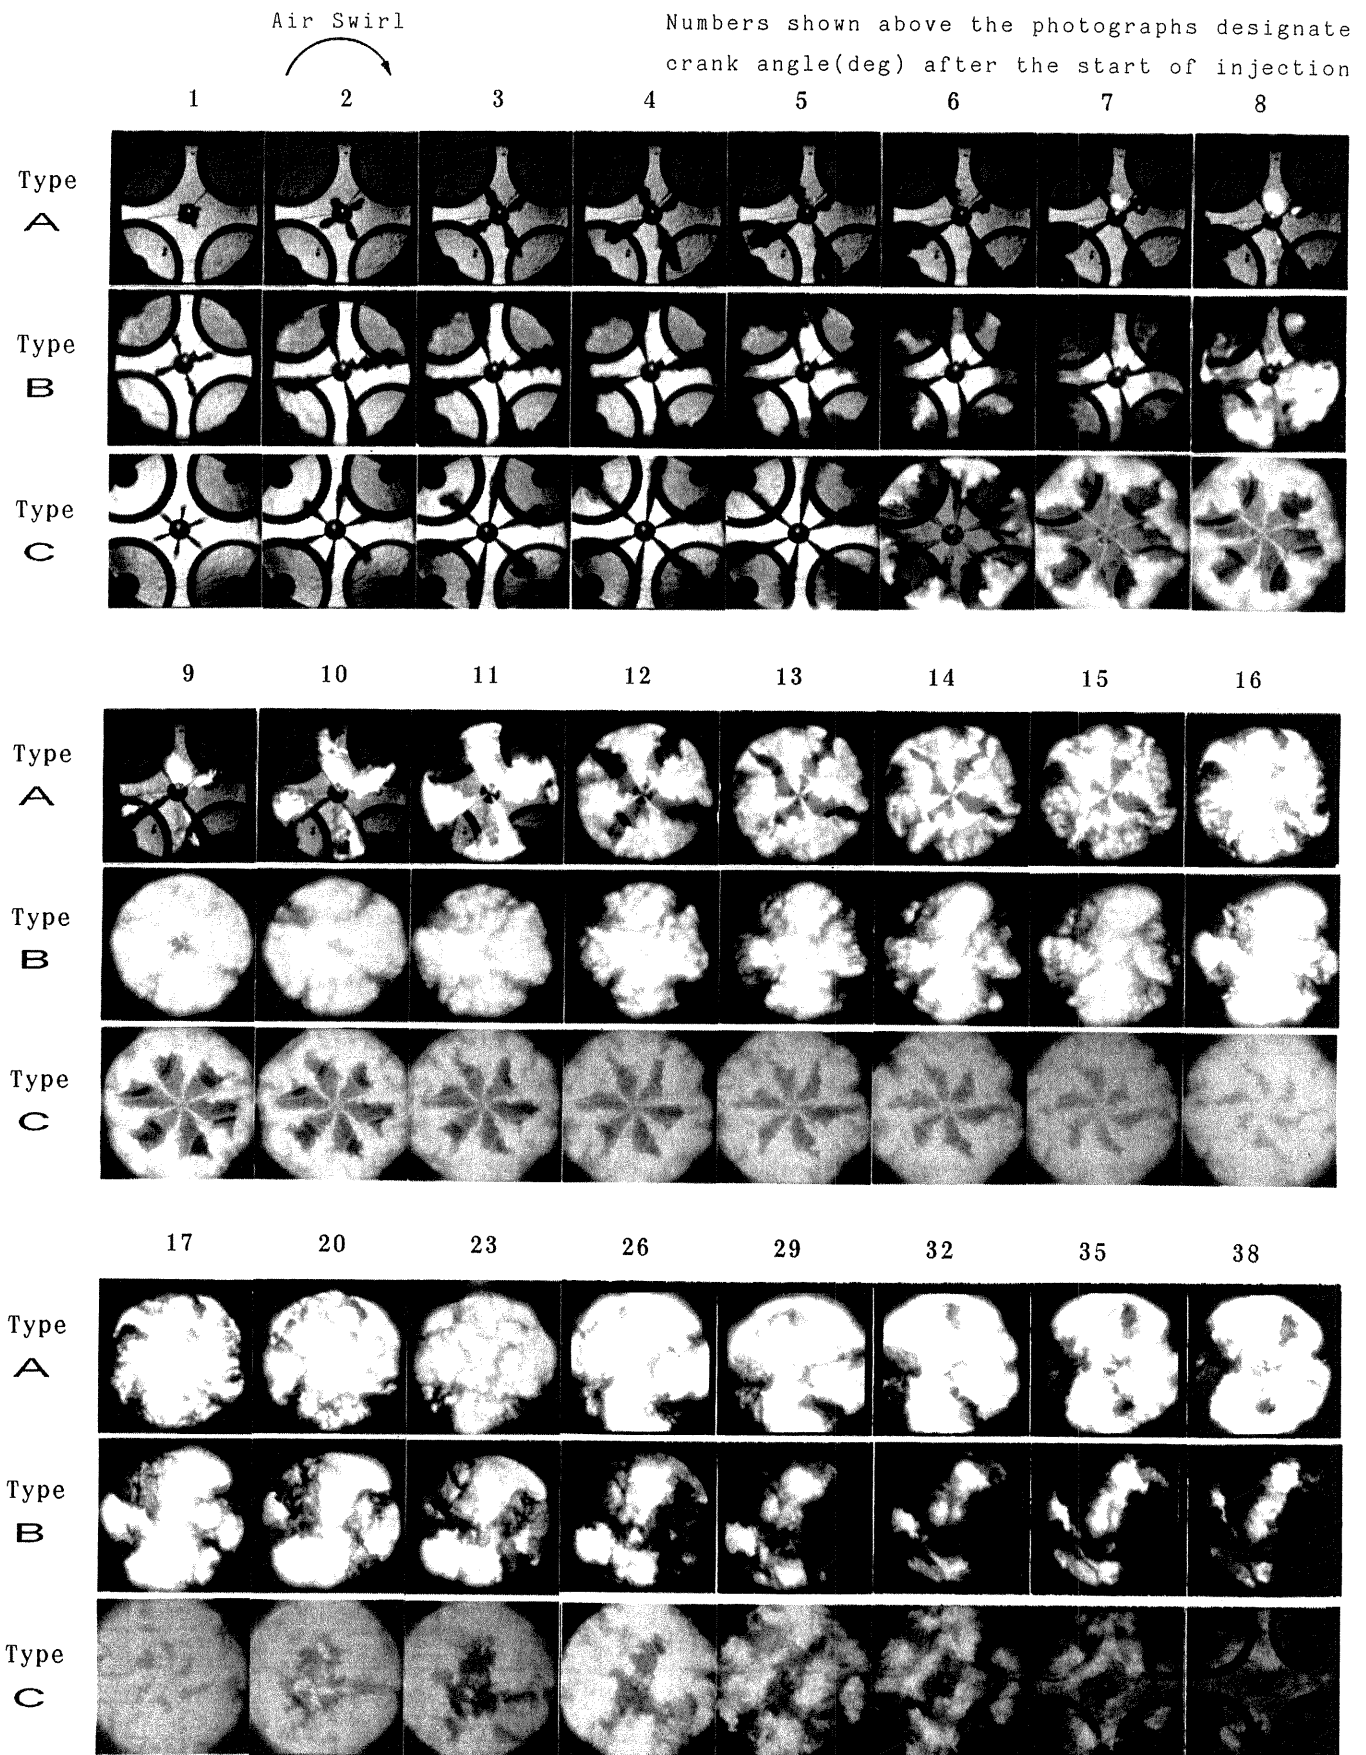 Air Swirl
Numbers shown above the photographs designate
crank angle(deg) after the start of injection
1 2 3 4 5 6 7 8
Type
A
Type
B
Type
C
9 10 11 12 13 14 15 16
Type
A
Type
B
Type
C
17 20 23 26 29 32 35 38
Type
A
Type
B
Type
C